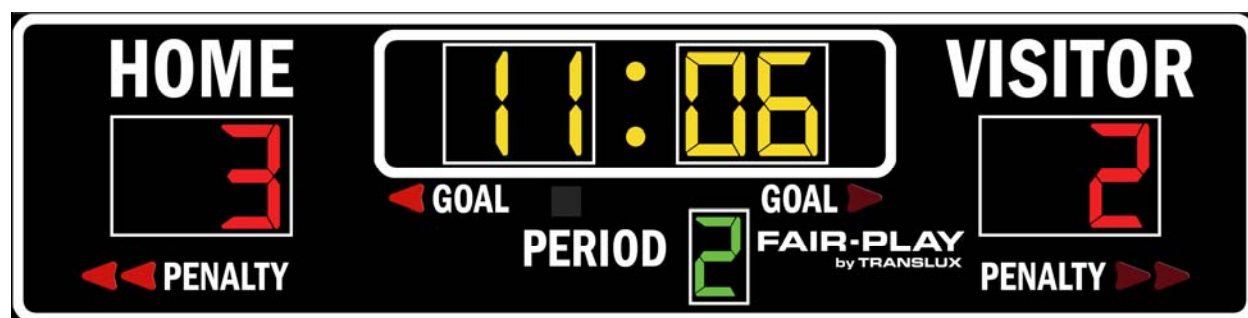 HOME
11:06
VISITOR
3
2
GOAL
GOAL
PERIOD 2
FAIR-PLAY
by TRANSLUX
PENALTY
PENALTY